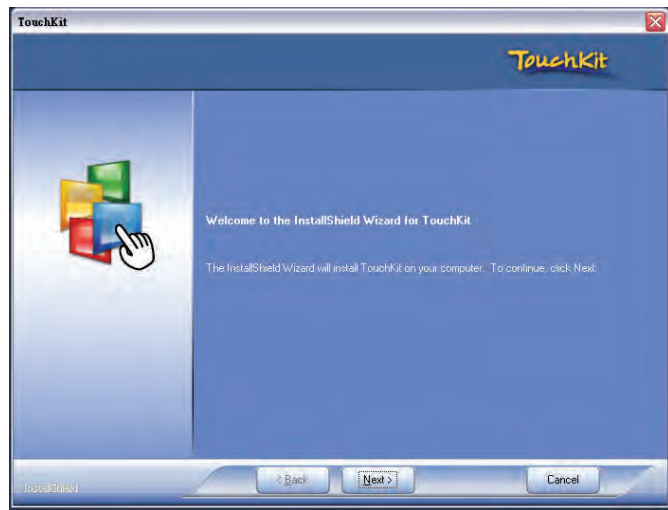 TouchKit
TouchKit
Welcome to the InstallShield Wizard for TouchKit
The InstallShield Wizard will install TouchKit on your computer. To continue, click Next.
InstallShield
< Back
Next >
Cancel